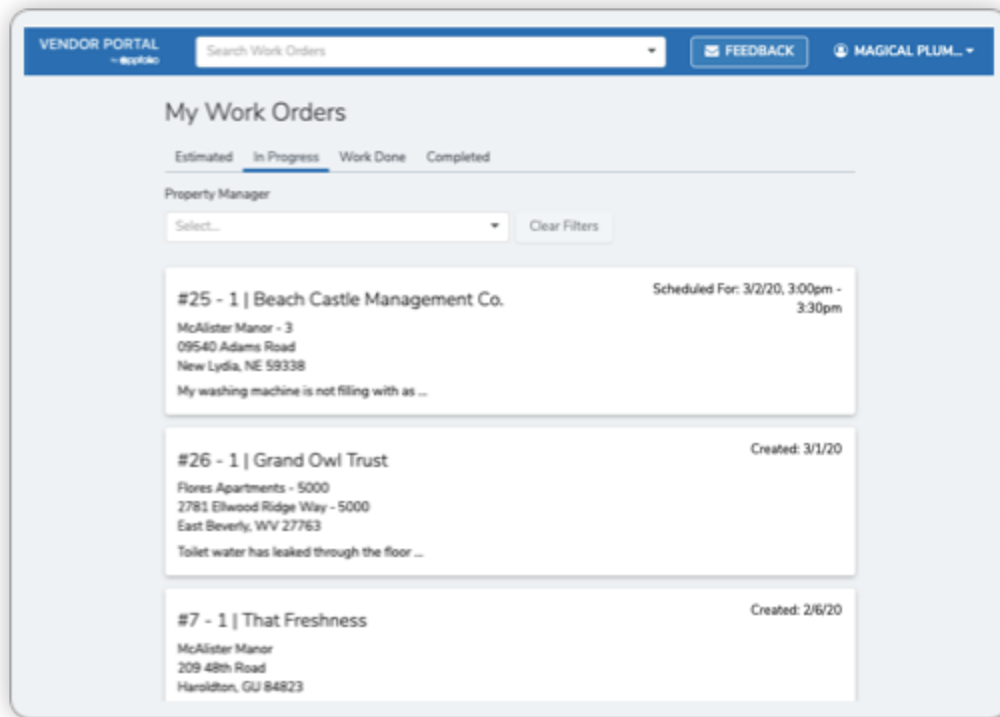 VENDOR PORTAL
by appfolio
Search Work Orders
FEEDBACK
MAGICAL PLUM...
My Work Orders
Estimated
In Progress
Work Done
Completed
Property Manager
Select...
Clear Filters
#25 - 1 | Beach Castle Management Co.
Scheduled For: 3/2/20, 3:00pm -
3:30pm
McAlister Manor - 3
09540 Adams Road
New Lydia, NE 59338
My washing machine is not filling with as ...
#26 - 1 | Grand Owl Trust
Created: 3/1/20
Flores Apartments - 5000
2781 Ellwood Ridge Way - 5000
East Beverly, WV 27763
Toilet water has leaked through the floor ...
#7 - 1 | That Freshness
Created: 2/6/20
McAlister Manor
209 48th Road
Haroldton, GU 84823